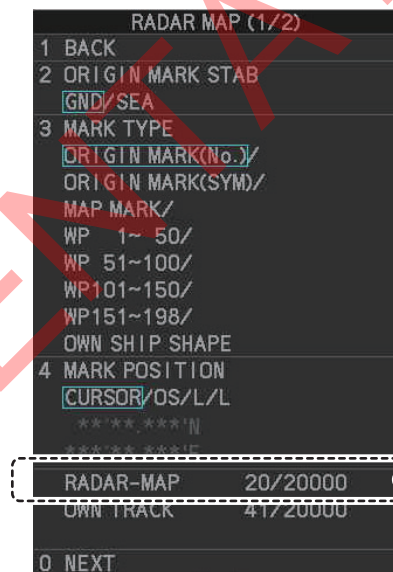 RADAR MAP (1/2)
1 BACK
2 ORIGIN MARK STAB
GND/SEA
3 MARK TYPE
ORIGIN MARK(No.)/
ORIGIN MARK(SYM)/
MAP MARK/
WP 1~ 50/
WP 51~100/
WP101~150/
WP151~198/
OWN SHIP SHAPE
4 MARK POSITION
CURSOR/OS/L/L
**'**.***'N
***'**.***'E
RADAR-MAP 20/20000
OWN TRACK 41/20000
0 NEXT